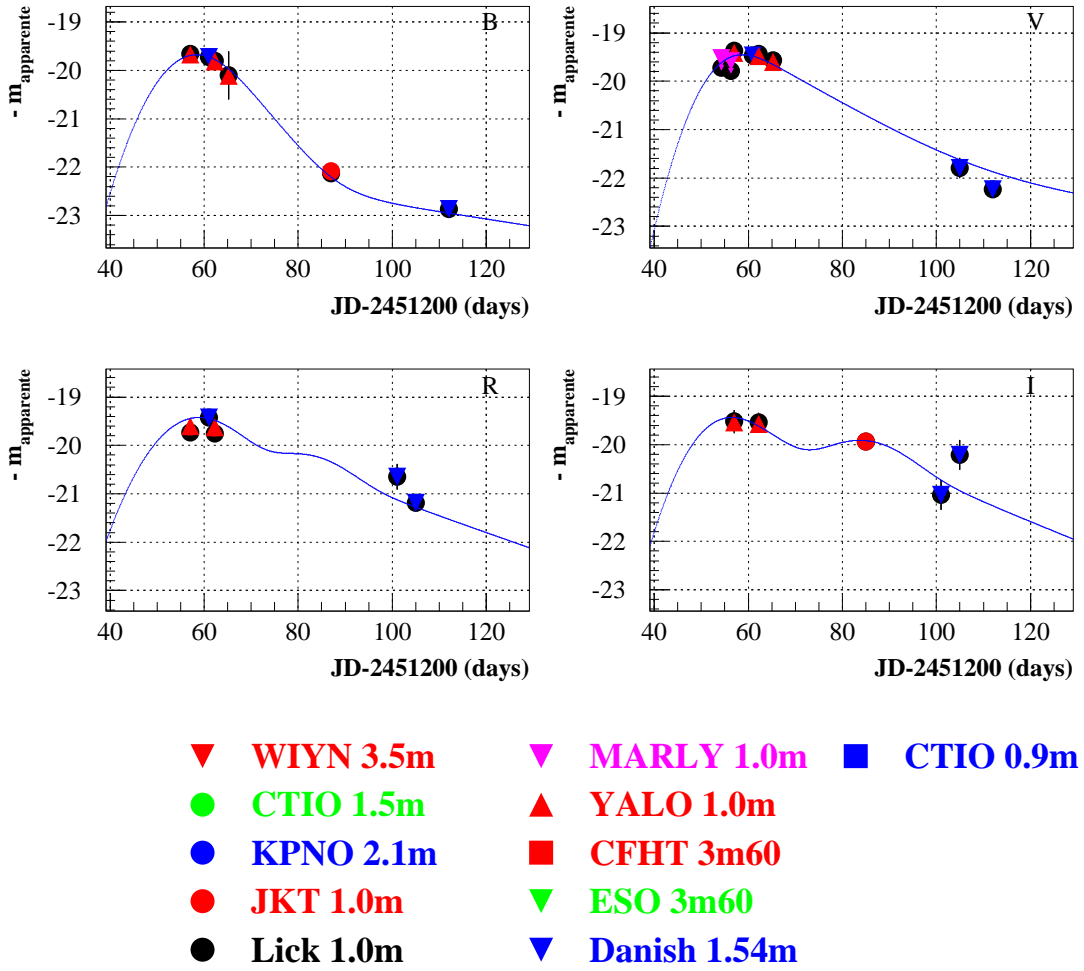 B
- m apparente
-19
-20
-21
-22
-23
40 60 80 100 120
JD-2451200 (days)
V
- m apparente
-19
-20
-21
-22
-23
40 60 80 100 120
JD-2451200 (days)
R
- m apparente
-19
-20
-21
-22
-23
40 60 80 100 120
JD-2451200 (days)
I
- m apparente
-19
-20
-21
-22
-23
40 60 80 100 120
JD-2451200 (days)
WIYN 3.5m MARLY 1.0m CTIO 0.9m
CTIO 1.5m YALO 1.0m
KPNO 2.1m CFHT 3m60
JKT 1.0m ESO 3m60
Lick 1.0m Danish 1.54m